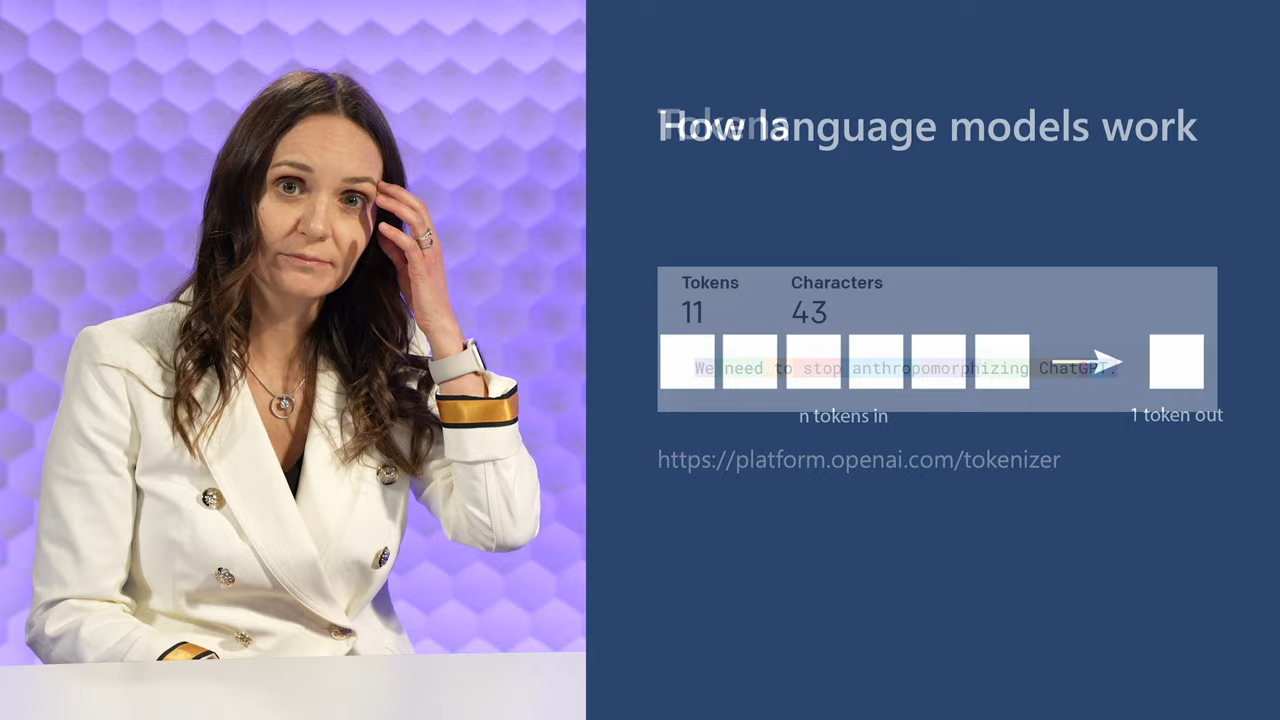 Tokens
How language models work
Tokens Characters
11 43
We need to stop anthropomorphizing ChatGPT.
n tokens in 1 token out
https://platform.openai.com/tokenizer